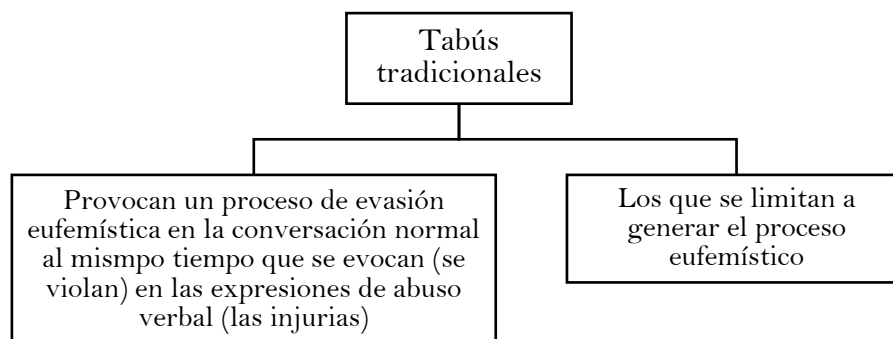 Tabús
tradicionales
Provocan un proceso de evasión
eufemística en la conversación normal
al mismpo tiempo que se evocan (se
violan) en las expresiones de abuso
verbal (las injurias)
Los que se limitan a
generar el proceso
eufemístico